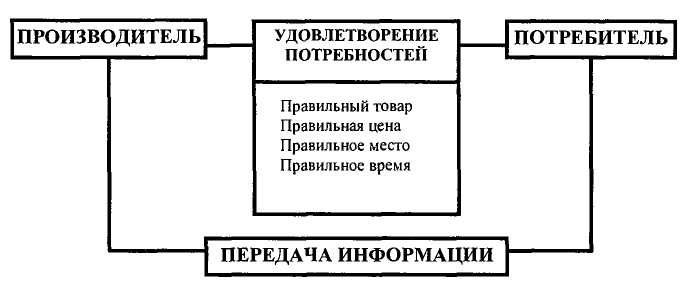 ПРОИЗВОДИТЕЛЬ
УДОВЛЕТВОРЕНИЕ
ПОТРЕБНОСТЕЙ
ПОТРЕБИТЕЛЬ
Правильный товар
Правильная цена
Правильное место
Правильное время
ПЕРЕДАЧА ИНФОРМАЦИИ